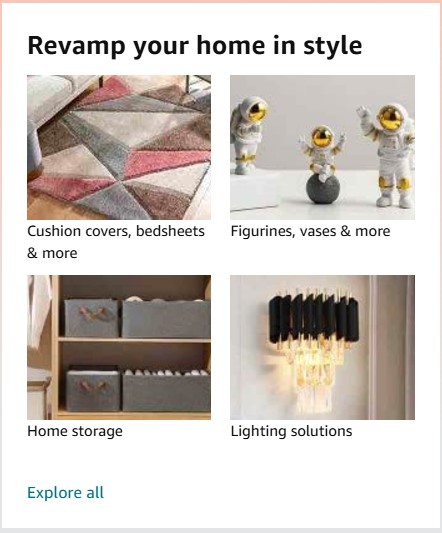 Revamp your home in style
Cushion covers, bedsheets
& more
Figurines, vases & more
Home storage
Lighting solutions
Explore all